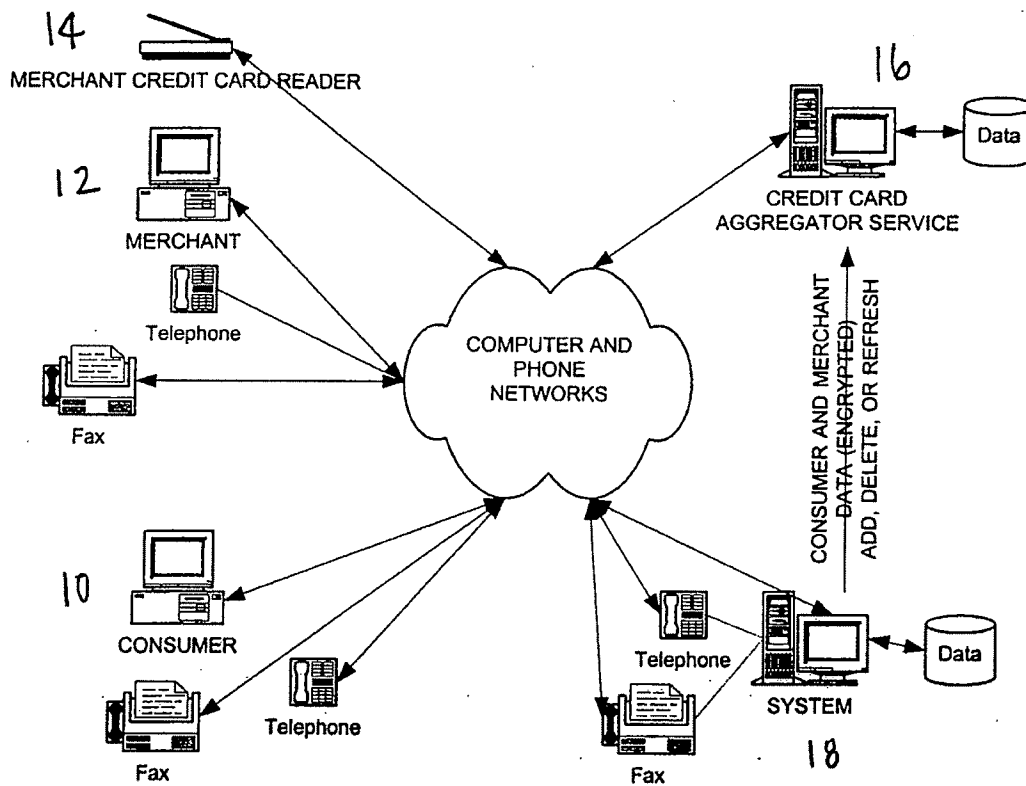 14
MERCHANT CREDIT CARD READER
12
MERCHANT
Telephone
Fax
16
Data
CREDIT CARD
AGGREGATOR SERVICE
COMPUTER AND
PHONE
NETWORKS
CONSUMER AND MERCHANT
DATA (ENCRYPTED)
ADD, DELETE, OR REFRESH
10
CONSUMER
Telephone
Fax
Telephone
Fax
SYSTEM
Data
18